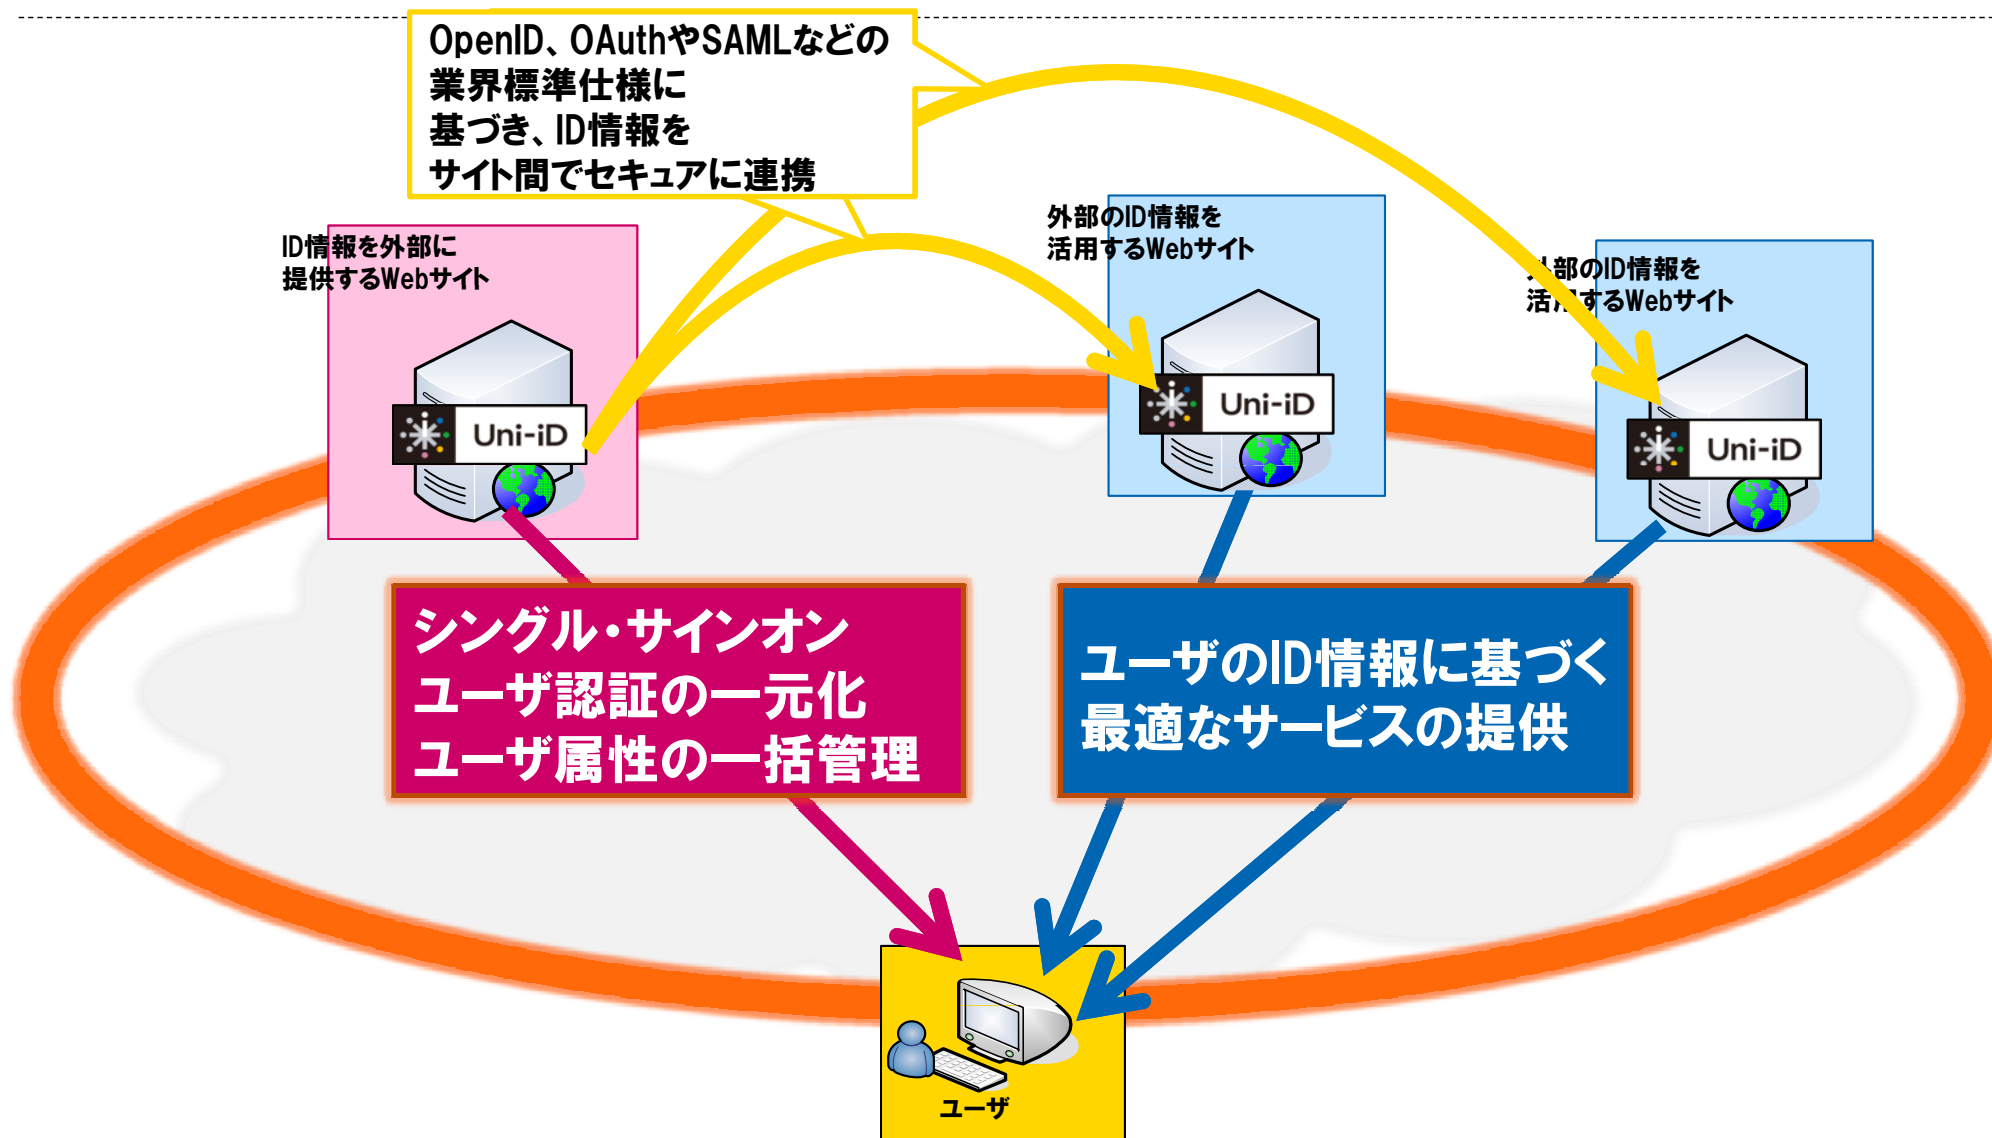 OpenID、OAuthやSAMLなどの
業界標準仕様に
基づき、ID情報を
サイト間でセキュアに連携
ID情報を外部に
提供するWebサイト
外部のID情報を
活用するWebサイト
外部のID情報を
活用するWebサイト
Uni-iD
Uni-iD
Uni-iD
シングル・サインオン
ユーザ認証の一元化
ユーザ属性の一括管理
ユーザのID情報に基づく
最適なサービスの提供
ユーザ